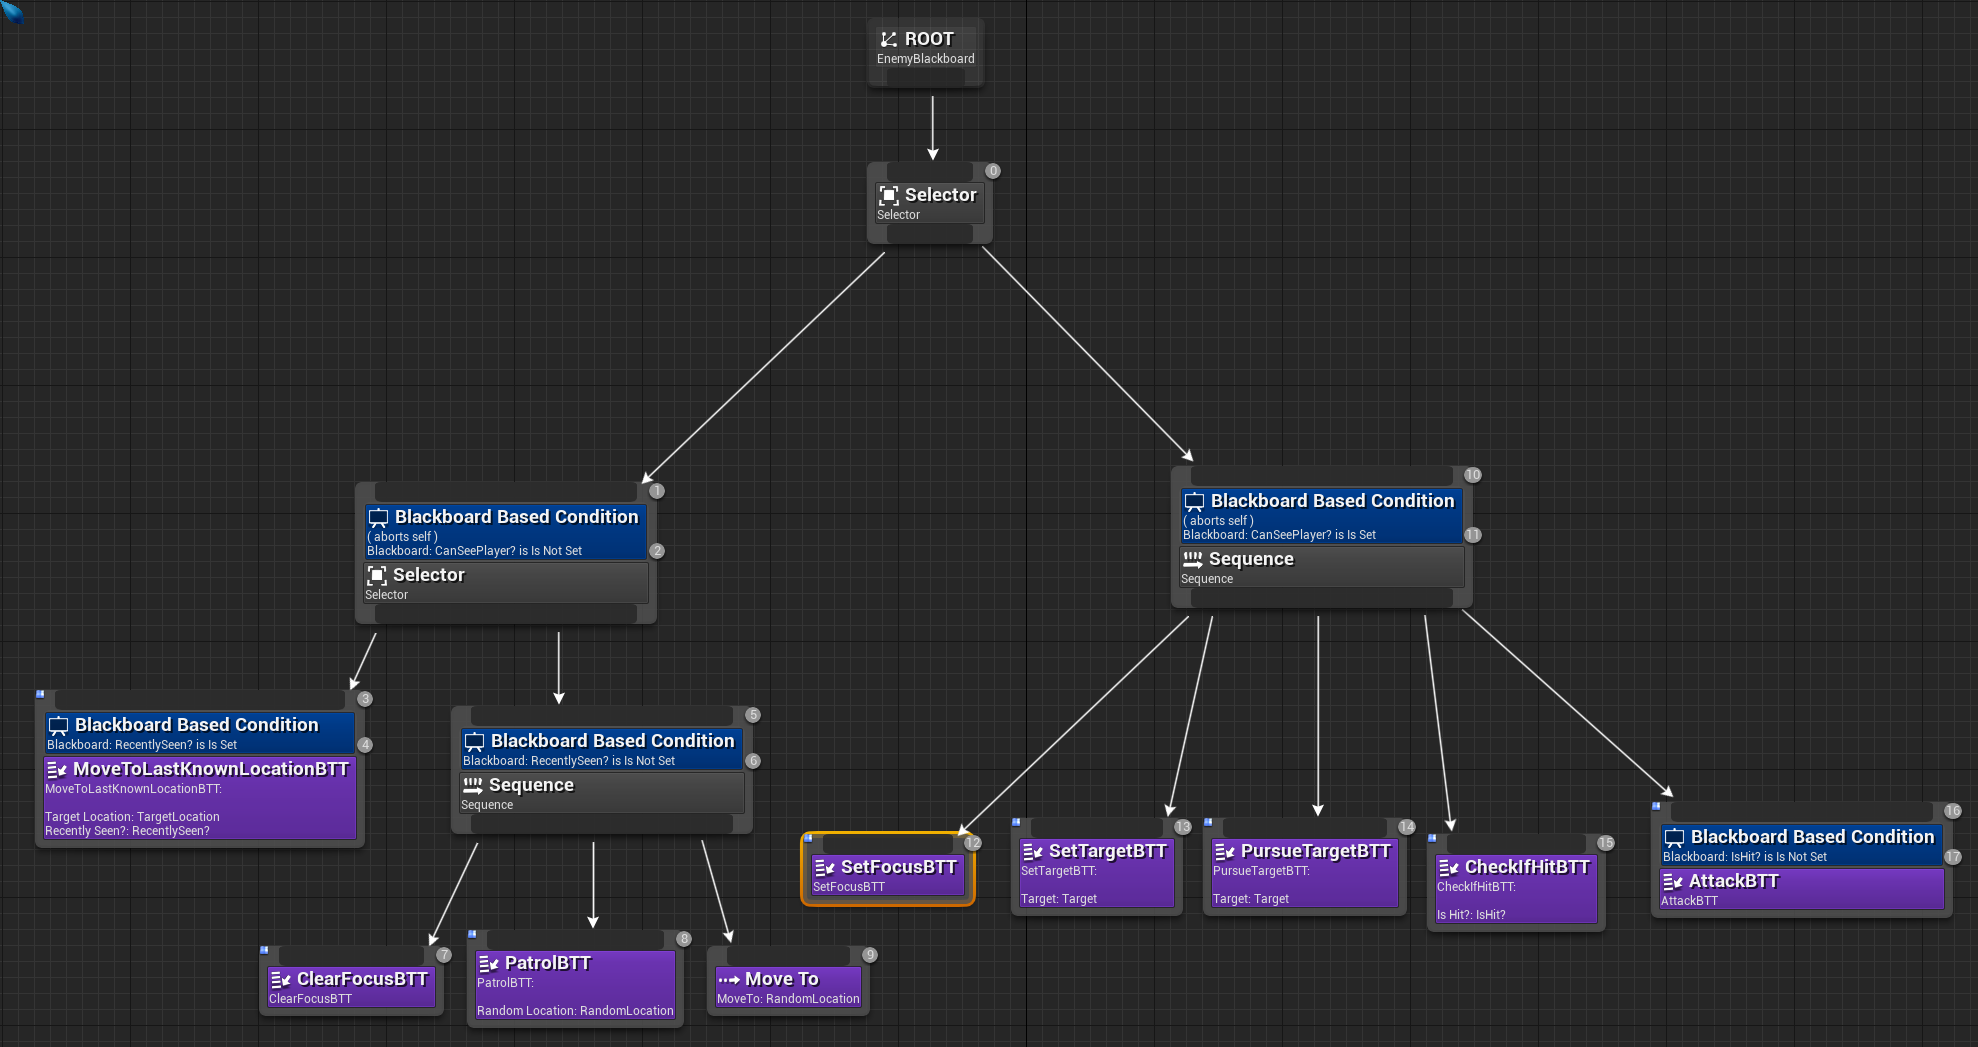 ROOT
EnemyBlackboard
0
Selector
Selector
1
Blackboard Based Condition
( aborts self )
Blackboard: CanSeePlayer? is Is Not Set
2
Selector
Selector
10
Blackboard Based Condition
( aborts self )
Blackboard: CanSeePlayer? is Is Set
11
Sequence
Sequence
3
Blackboard Based Condition
Blackboard: RecentlySeen? is Is Set
4
MoveToLastKnownLocationBTT
MoveToLastKnownLocationBTT:
Target Location: TargetLocation
Recently Seen?: RecentlySeen?
5
Blackboard Based Condition
Blackboard: RecentlySeen? is Is Not Set
6
Sequence
Sequence
7
ClearFocusBTT
ClearFocusBTT
8
PatrolBTT
PatrolBTT:
Random Location: RandomLocation
9
Move To
MoveTo: RandomLocation
12
SetFocusBTT
SetFocusBTT
13
SetTargetBTT
SetTargetBTT:
Target: Target
14
PursueTargetBTT
PursueTargetBTT:
Target: Target
15
CheckIfHitBTT
CheckIfHitBTT:
Is Hit?: IsHit?
16
Blackboard Based Condition
Blackboard: IsHit? is Is Not Set
17
AttackBTT
AttackBTT